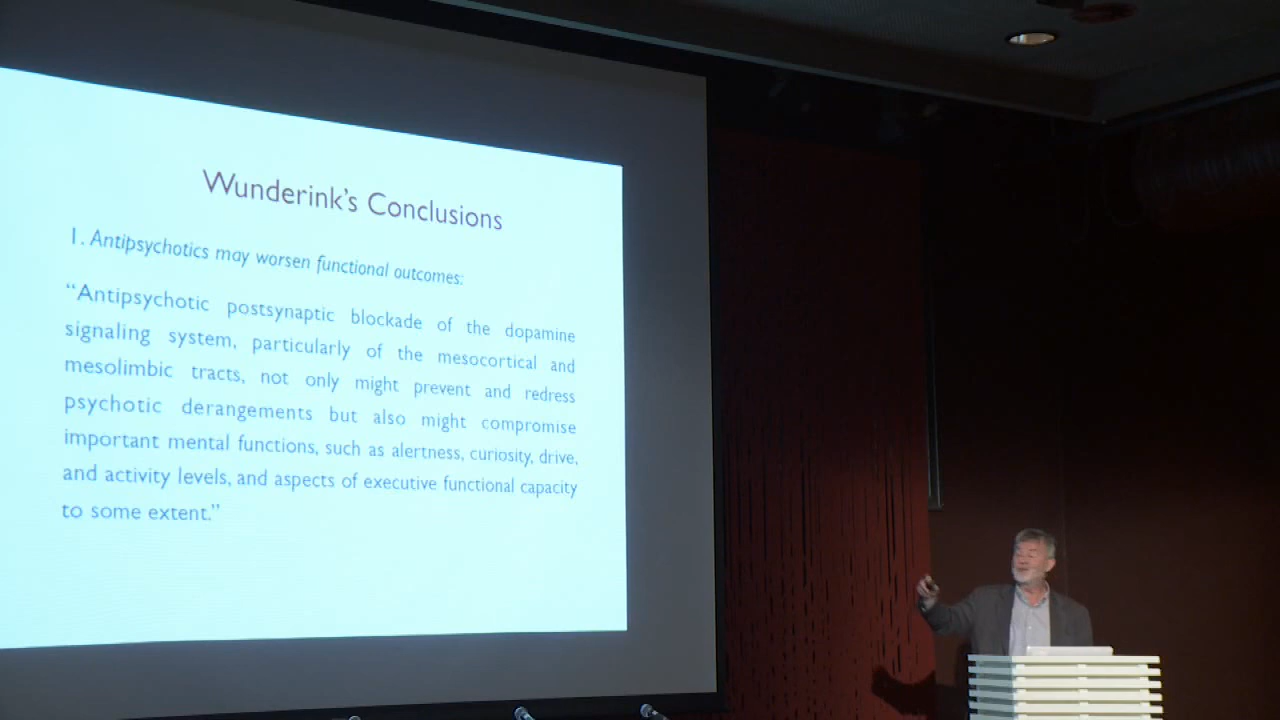 Wunderink’s Conclusions
1. Antipsychotics may worsen functional outcomes:
“Antipsychotic postsynaptic blockade of the dopamine
signaling system, particularly of the mesocortical and
mesolimbic tracts, not only might prevent and redress
psychotic derangements but also might compromise
important mental functions, such as alertness, curiosity, drive,
and activity levels, and aspects of executive functional capacity
to some extent.”